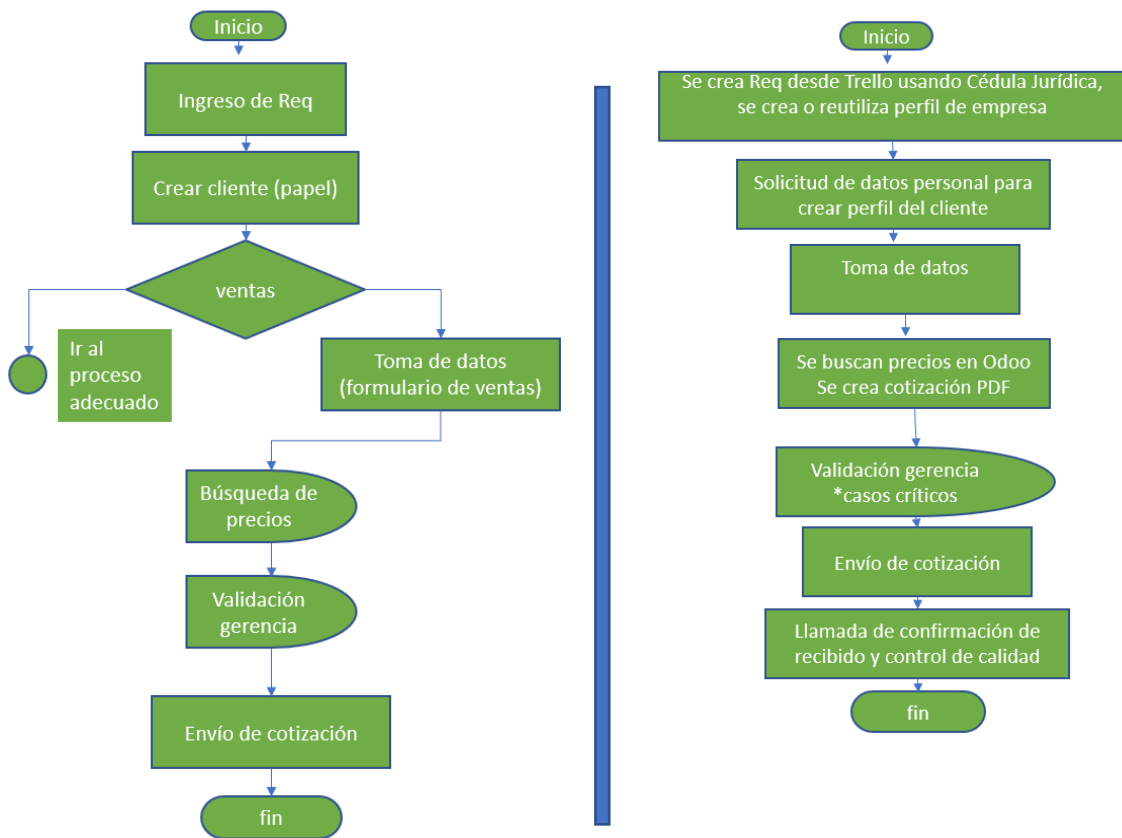 Inicio
Ingreso de Req
Crear cliente (papel)
ventas
Ir al
proceso
adecuado
Toma de datos
(formulario de ventas)
Búsqueda de
precios
Validación
gerencia
Envío de cotización
fin
Inicio
Se crea Req desde Trello usando Cédula Jurídica,
se crea o reutiliza perfil de empresa
Solicitud de datos personal para
crear perfil del cliente
Toma de datos
Se buscan precios en Odoo
Se crea cotización PDF
Validación gerencia
*casos críticos
Envío de cotización
Llamada de confirmación de
recibido y control de calidad
fin